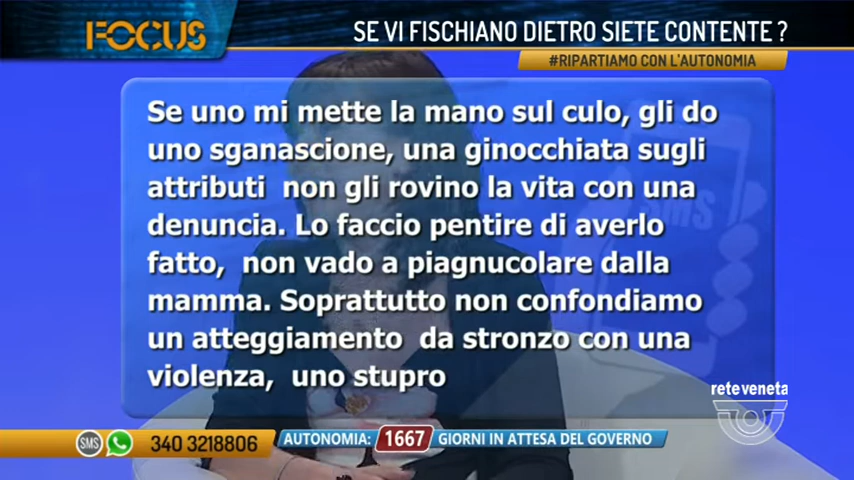 FOCUS
SE VI FISCHIANO DIETRO SIETE CONTENTE ?
#RIPARTIAMO CON L'AUTONOMIA
Se uno mi mette la mano sul culo, gli do
uno sganascione, una ginocchiata sugli
attributi non gli rovino la vita con una
denuncia. Lo faccio pentire di averlo
fatto, non vado a piagnucolare dalla
mamma. Soprattutto non confondiamo
un atteggiamento da stronzo con una
violenza, uno stupro
SMS
reteveneta
SMS 340 3218806
AUTONOMIA: 1667 GIORNI IN ATTESA DEL GOVERNO